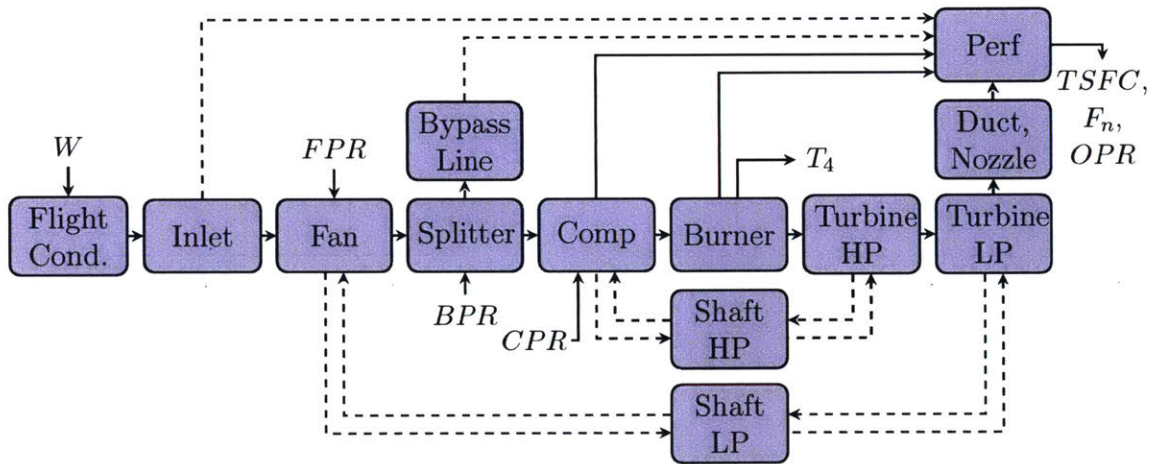 Perf
TSFC,
F_n,
OPR
Bypass
Line
Duct,
Nozzle
W
FPR
T_4
Flight
Cond.
Inlet
Fan
Splitter
Comp
Burner
Turbine
HP
Turbine
LP
BPR
CPR
Shaft
HP
Shaft
LP